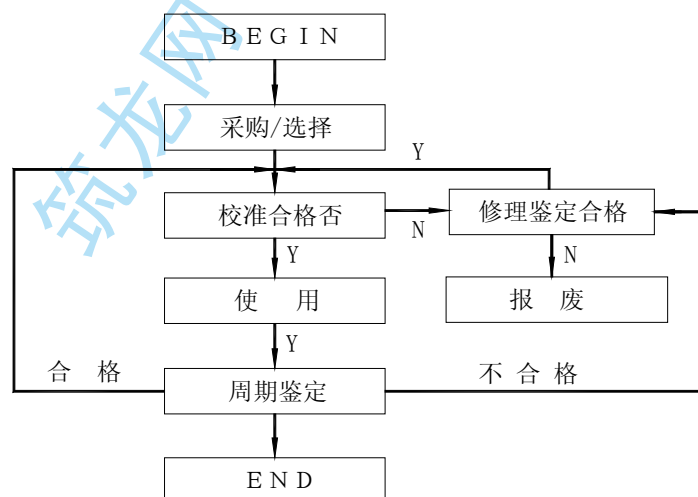 BEGIN
采购/选择
Y
校准合格否
N
修理鉴定合格
Y
N
使 用
报 废
Y
合 格
周期鉴定
不合格
END
筑龙网